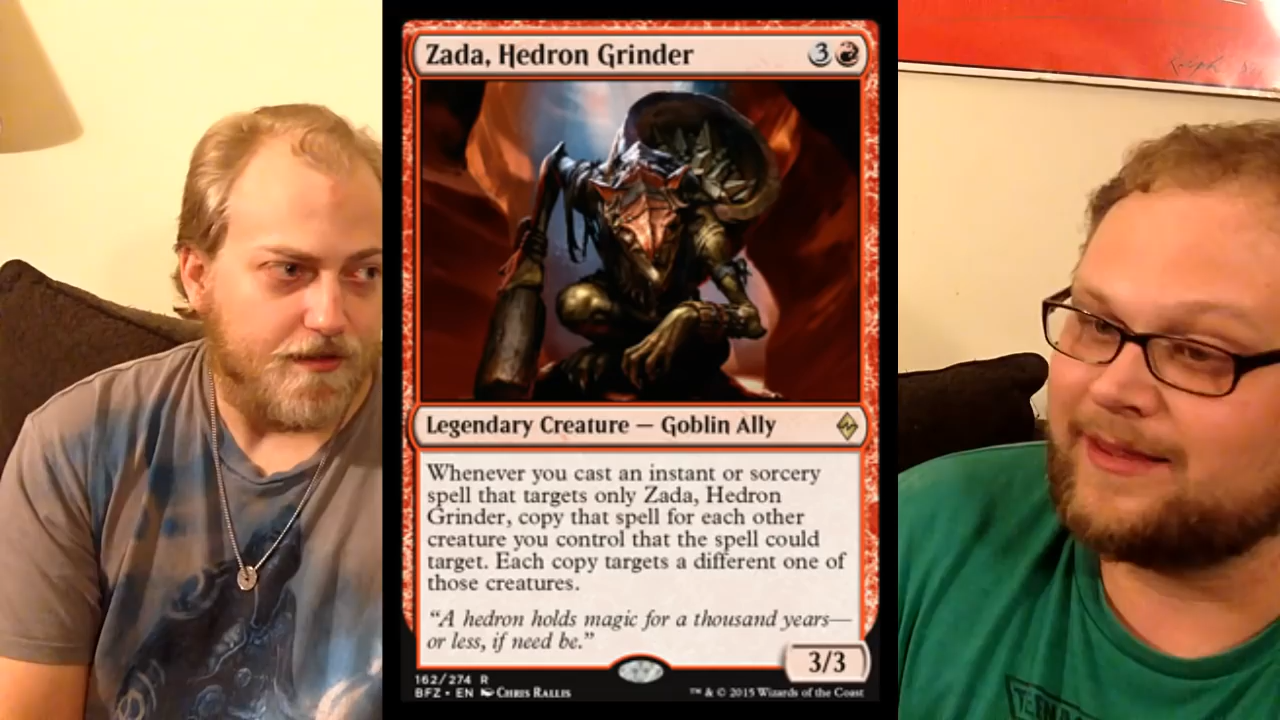 Zada, Hedron Grinder
3
Legendary Creature — Goblin Ally
Whenever you cast an instant or sorcery
spell that targets only Zada, Hedron
Grinder, copy that spell for each other
creature you control that the spell could
target. Each copy targets a different one of
those creatures.
“A hedron holds magic for a thousand years—
or less, if need be.”
3/3
162/274 R
BFZ • EN Chris Rallis
™ & © 2015 Wizards of the Coast